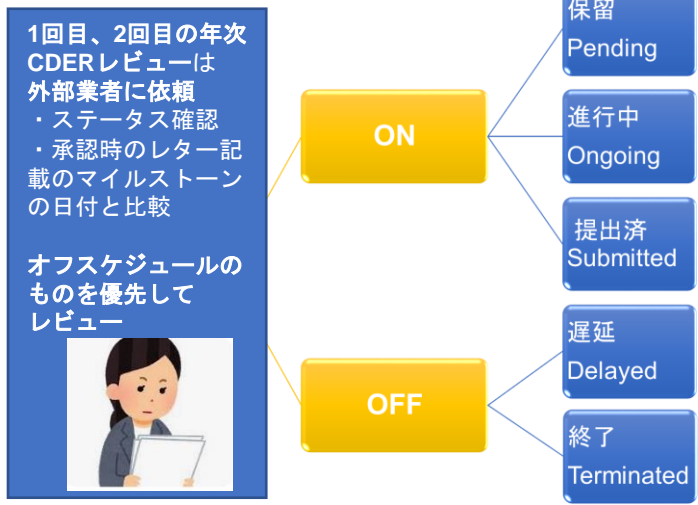 1回目、2回目の年次
CDERレビューは
外部業者に依頼
・ステータス確認
・承認時のレター記
載のマイルストーン
の日付と比較
オフスケジュールの
ものを優先して
レビュー
ON
保留
Pending
進行中
Ongoing
提出済
Submitted
OFF
遅延
Delayed
終了
Terminated